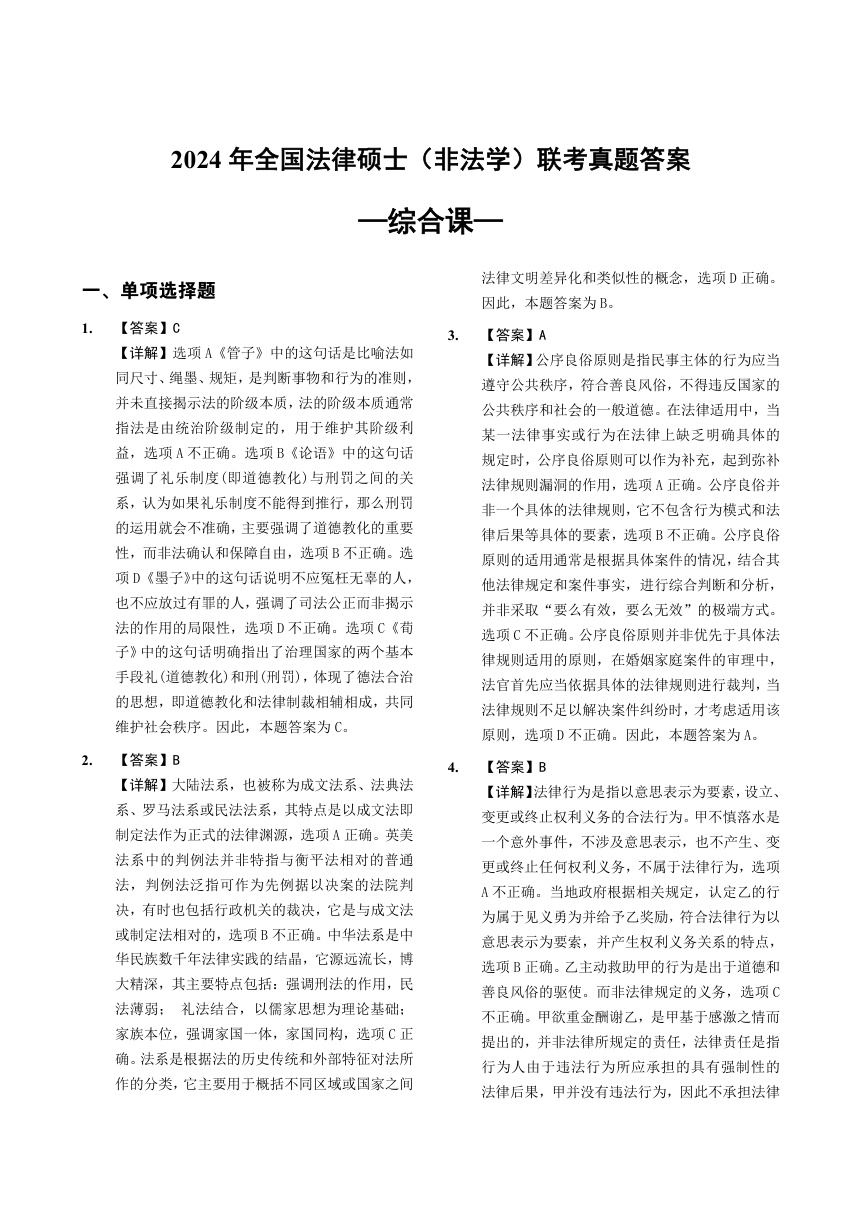 2024 年全国法律硕士（非法学）联考真题答案
—综合课—
一、单项选择题
1. 【答案】C
【详解】选项 A《管子》中的这句话是比喻法如
同尺寸、绳墨、规矩，是判断事物和行为的准则，
并未直接揭示法的阶级本质，法的阶级本质通常
指法是由统治阶级制定的，用于维护其阶级利
益，选项 A 不正确。选项 B《论语》中的这句话
强调了礼乐制度(即道德教化)与刑罚之间的关
系，认为如果礼乐制度不能得到推行，那么刑罚
的运用就会不准确，主要强调了道德教化的重要
性，而非法确认和保障自由，选项 B 不正确。选
项 D《墨子》中的这句话说明不应冤枉无辜的人，
也不应放过有罪的人，强调了司法公正而非揭示
法的作用的局限性，选项 D 不正确。选项 C《荀
子》中的这句话明确指出了治理国家的两个基本
手段礼(道德教化)和刑(刑罚)，体现了德法合治
的思想，即道德教化和法律制裁相辅相成，共同
维护社会秩序。因此，本题答案为 C。
2. 【答案】B
【详解】大陆法系，也被称为成文法系、法典法
系、罗马法系或民法法系，其特点是以成文法即
制定法作为正式的法律渊源，选项 A 正确。英美
法系中的判例法并非特指与衡平法相对的普通
法，判例法泛指可作为先例据以决案的法院判
决，有时也包括行政机关的裁决，它是与成文法
或制定法相对的，选项 B 不正确。中华法系是中
华民族数千年法律实践的结晶，它源远流长，博
大精深，其主要特点包括：强调刑法的作用，民
法薄弱； 礼法结合，以儒家思想为理论基础；
家族本位，强调家国一体，家国同构，选项 C 正
确。法系是根据法的历史传统和外部特征对法所
作的分类，它主要用于概括不同区域或国家之间
法律文明差异化和类似性的概念，选项 D 正确。
因此，本题答案为 B。
3. 【答案】A
【详解】公序良俗原则是指民事主体的行为应当
遵守公共秩序，符合善良风俗，不得违反国家的
公共秩序和社会的一般道德。在法律适用中，当
某一法律事实或行为在法律上缺乏明确具体的
规定时，公序良俗原则可以作为补充，起到弥补
法律规则漏洞的作用，选项 A 正确。公序良俗并
非一个具体的法律规则，它不包含行为模式和法
律后果等具体的要素，选项 B 不正确。公序良俗
原则的适用通常是根据具体案件的情况，结合其
他法律规定和案件事实，进行综合判断和分析，
并非采取“要么有效，要么无效”的极端方式。
选项 C 不正确。公序良俗原则并非优先于具体法
律规则适用的原则，在婚姻家庭案件的审理中，
法官首先应当依据具体的法律规则进行裁判，当
法律规则不足以解决案件纠纷时，才考虑适用该
原则，选项 D 不正确。因此，本题答案为 A。
4. 【答案】B
【详解】法律行为是指以意思表示为要素，设立、
变更或终止权利义务的合法行为。甲不慎落水是
一个意外事件，不涉及意思表示，也不产生、变
更或终止任何权利义务，不属于法律行为，选项
A 不正确。当地政府根据相关规定，认定乙的行
为属于见义勇为并给予乙奖励，符合法律行为以
意思表示为要素，并产生权利义务关系的特点，
选项 B 正确。乙主动救助甲的行为是出于道德和
善良风俗的驱使。而非法律规定的义务，选项 C
不正确。甲欲重金酬谢乙，是甲基于感激之情而
提出的，并非法律所规定的责任，法律责任是指
行为人由于违法行为所应承担的具有强制性的
法律后果，甲并没有违法行为，因此不承担法律